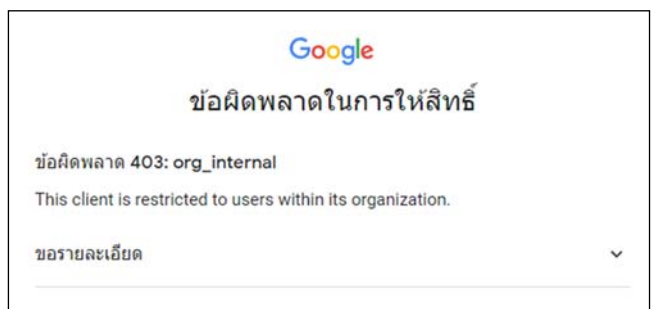 Google
ข้อผิดพลาดในการให้สิทธิ์
ข้อผิดพลาด 403: org_internal
This client is restricted to users within its organization.
ขอรายละเอียด